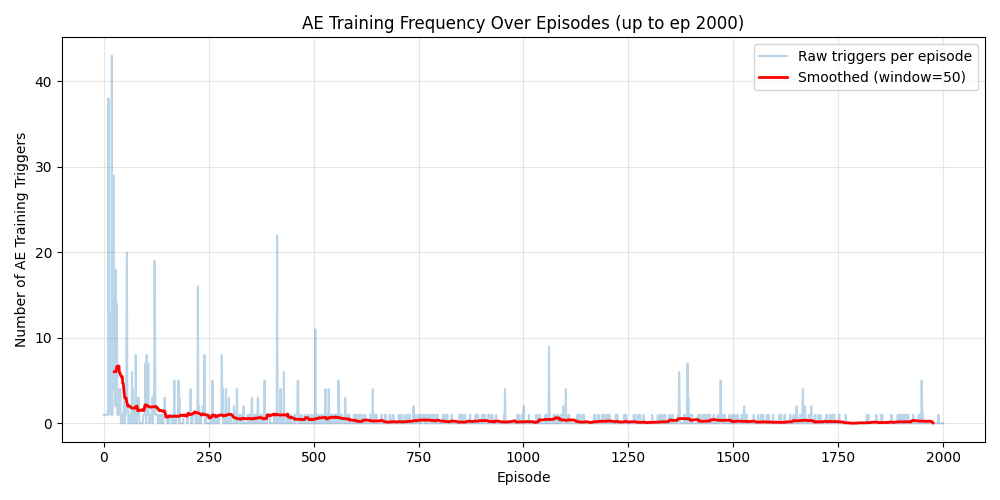 AE Training Frequency Over Episodes (up to ep 2000)
Raw triggers per episode
Smoothed (window=50)
Number of AE Training Triggers
40
30
20
10
0
0 250 500 750 1000 1250 1500 1750 2000
Episode